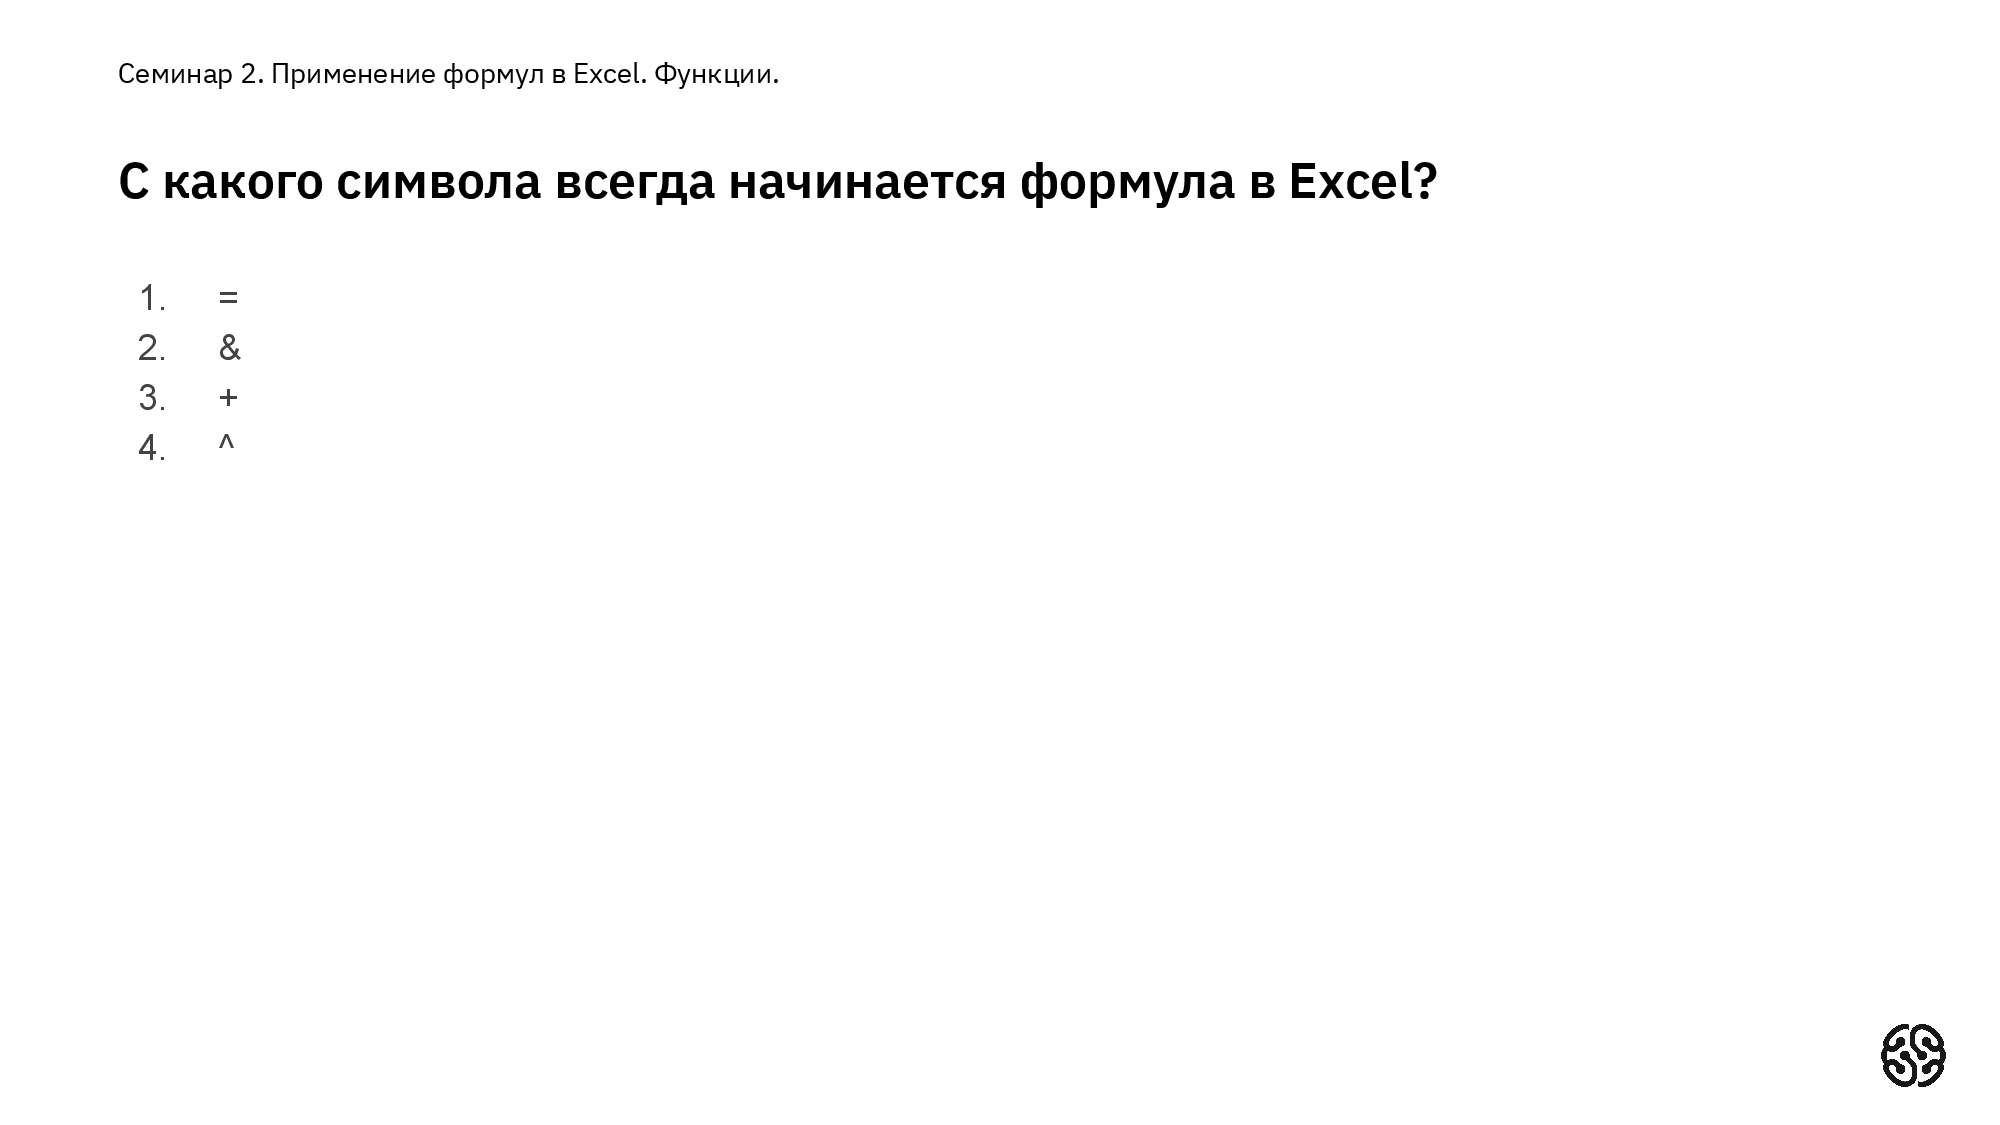 Семинар 2. Применение формул в Excel. Функции.
С какого символа всегда начинается формула в Excel?
1. =
2. &
3. +
4. ^